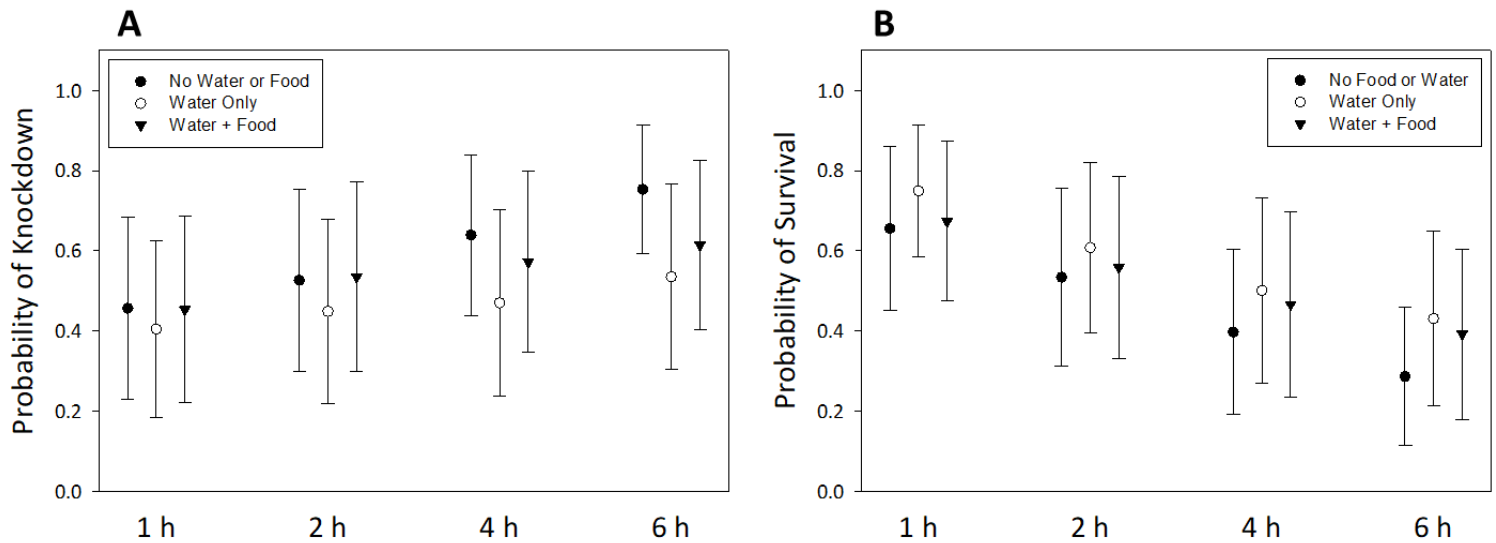 A
Probability of Knockdown
No Water or Food
Water Only
Water + Food
1.0
0.8
0.6
0.4
0.2
0.0
1 h 2 h 4 h 6 h
B
Probability of Survival
No Food or Water
Water Only
Water + Food
1.0
0.8
0.6
0.4
0.2
0.0
1 h 2 h 4 h 6 h